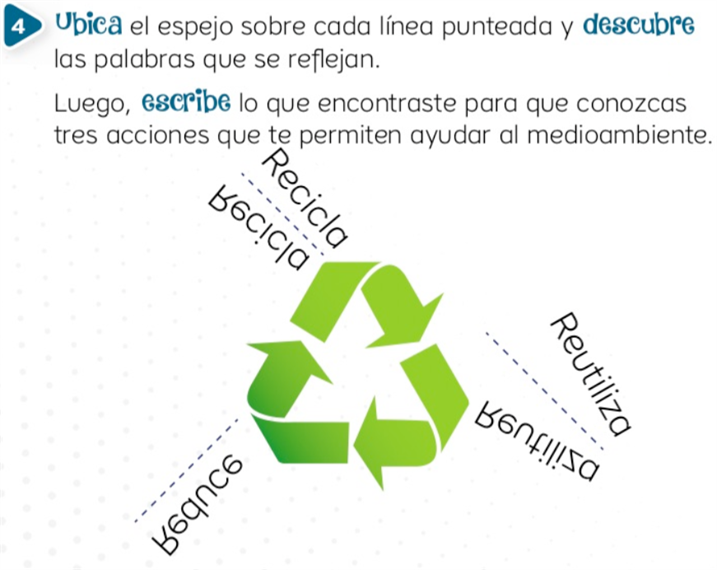 4 Ubica el espejo sobre cada línea punteada y descubre
las palabras que se reflejan.
Luego, escribe lo que encontraste para que conozcas
tres acciones que te permiten ayudar al medioambiente.
Recicla
Recicla
Reutiliza
Reutiliza
Reduce